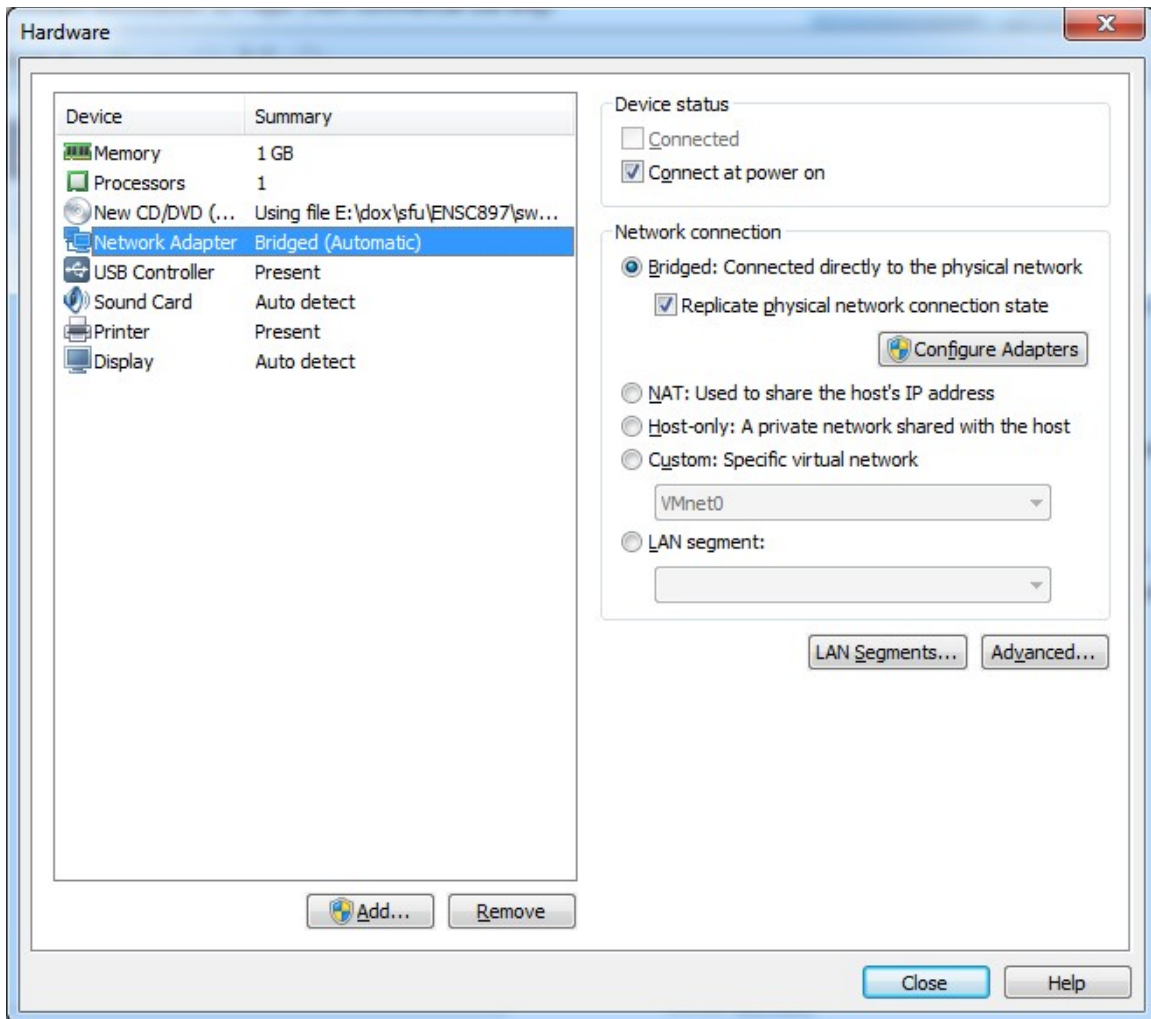 Hardware
Device Summary
Memory 1 GB
Processors 1
New CD/DVD (... Using file E:\dox\sfu\ENSC897\sw...
Network Adapter Bridged (Automatic)
USB Controller Present
Sound Card Auto detect
Printer Present
Display Auto detect
Add... Remove
Device status
Connected
Connect at power on
Network connection
Bridged: Connected directly to the physical network
Replicate physical network connection state
Configure Adapters
NAT: Used to share the host's IP address
Host-only: A private network shared with the host
Custom: Specific virtual network
VMnet0
LAN segment:
LAN Segments... Advanced...
Close Help